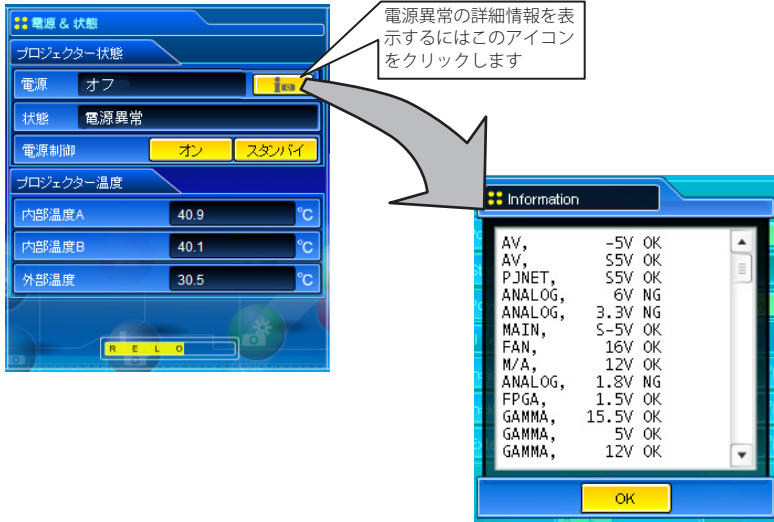 電源 & 状態
プロジェクター状態
電源 オフ
状態 電源異常
電源制御 オン スタンバイ
プロジェクター温度
内部温度A 40.9 ℃
内部温度B 40.1 ℃
外部温度 30.5 ℃
R E L O
電源異常の詳細情報を表
示するにはこのアイコン
をクリックします
Information
AV, -5V OK
AV, S5V OK
PJNET, S5V OK
ANALOG, 6V NG
ANALOG, 3.3V NG
MAIN, S-5V OK
FAN, 16V OK
M/A, 12V OK
ANALOG, 1.8V NG
FPGA, 1.5V OK
GAMMA, 15.5V OK
GAMMA, 5V OK
GAMMA, 12V OK
OK